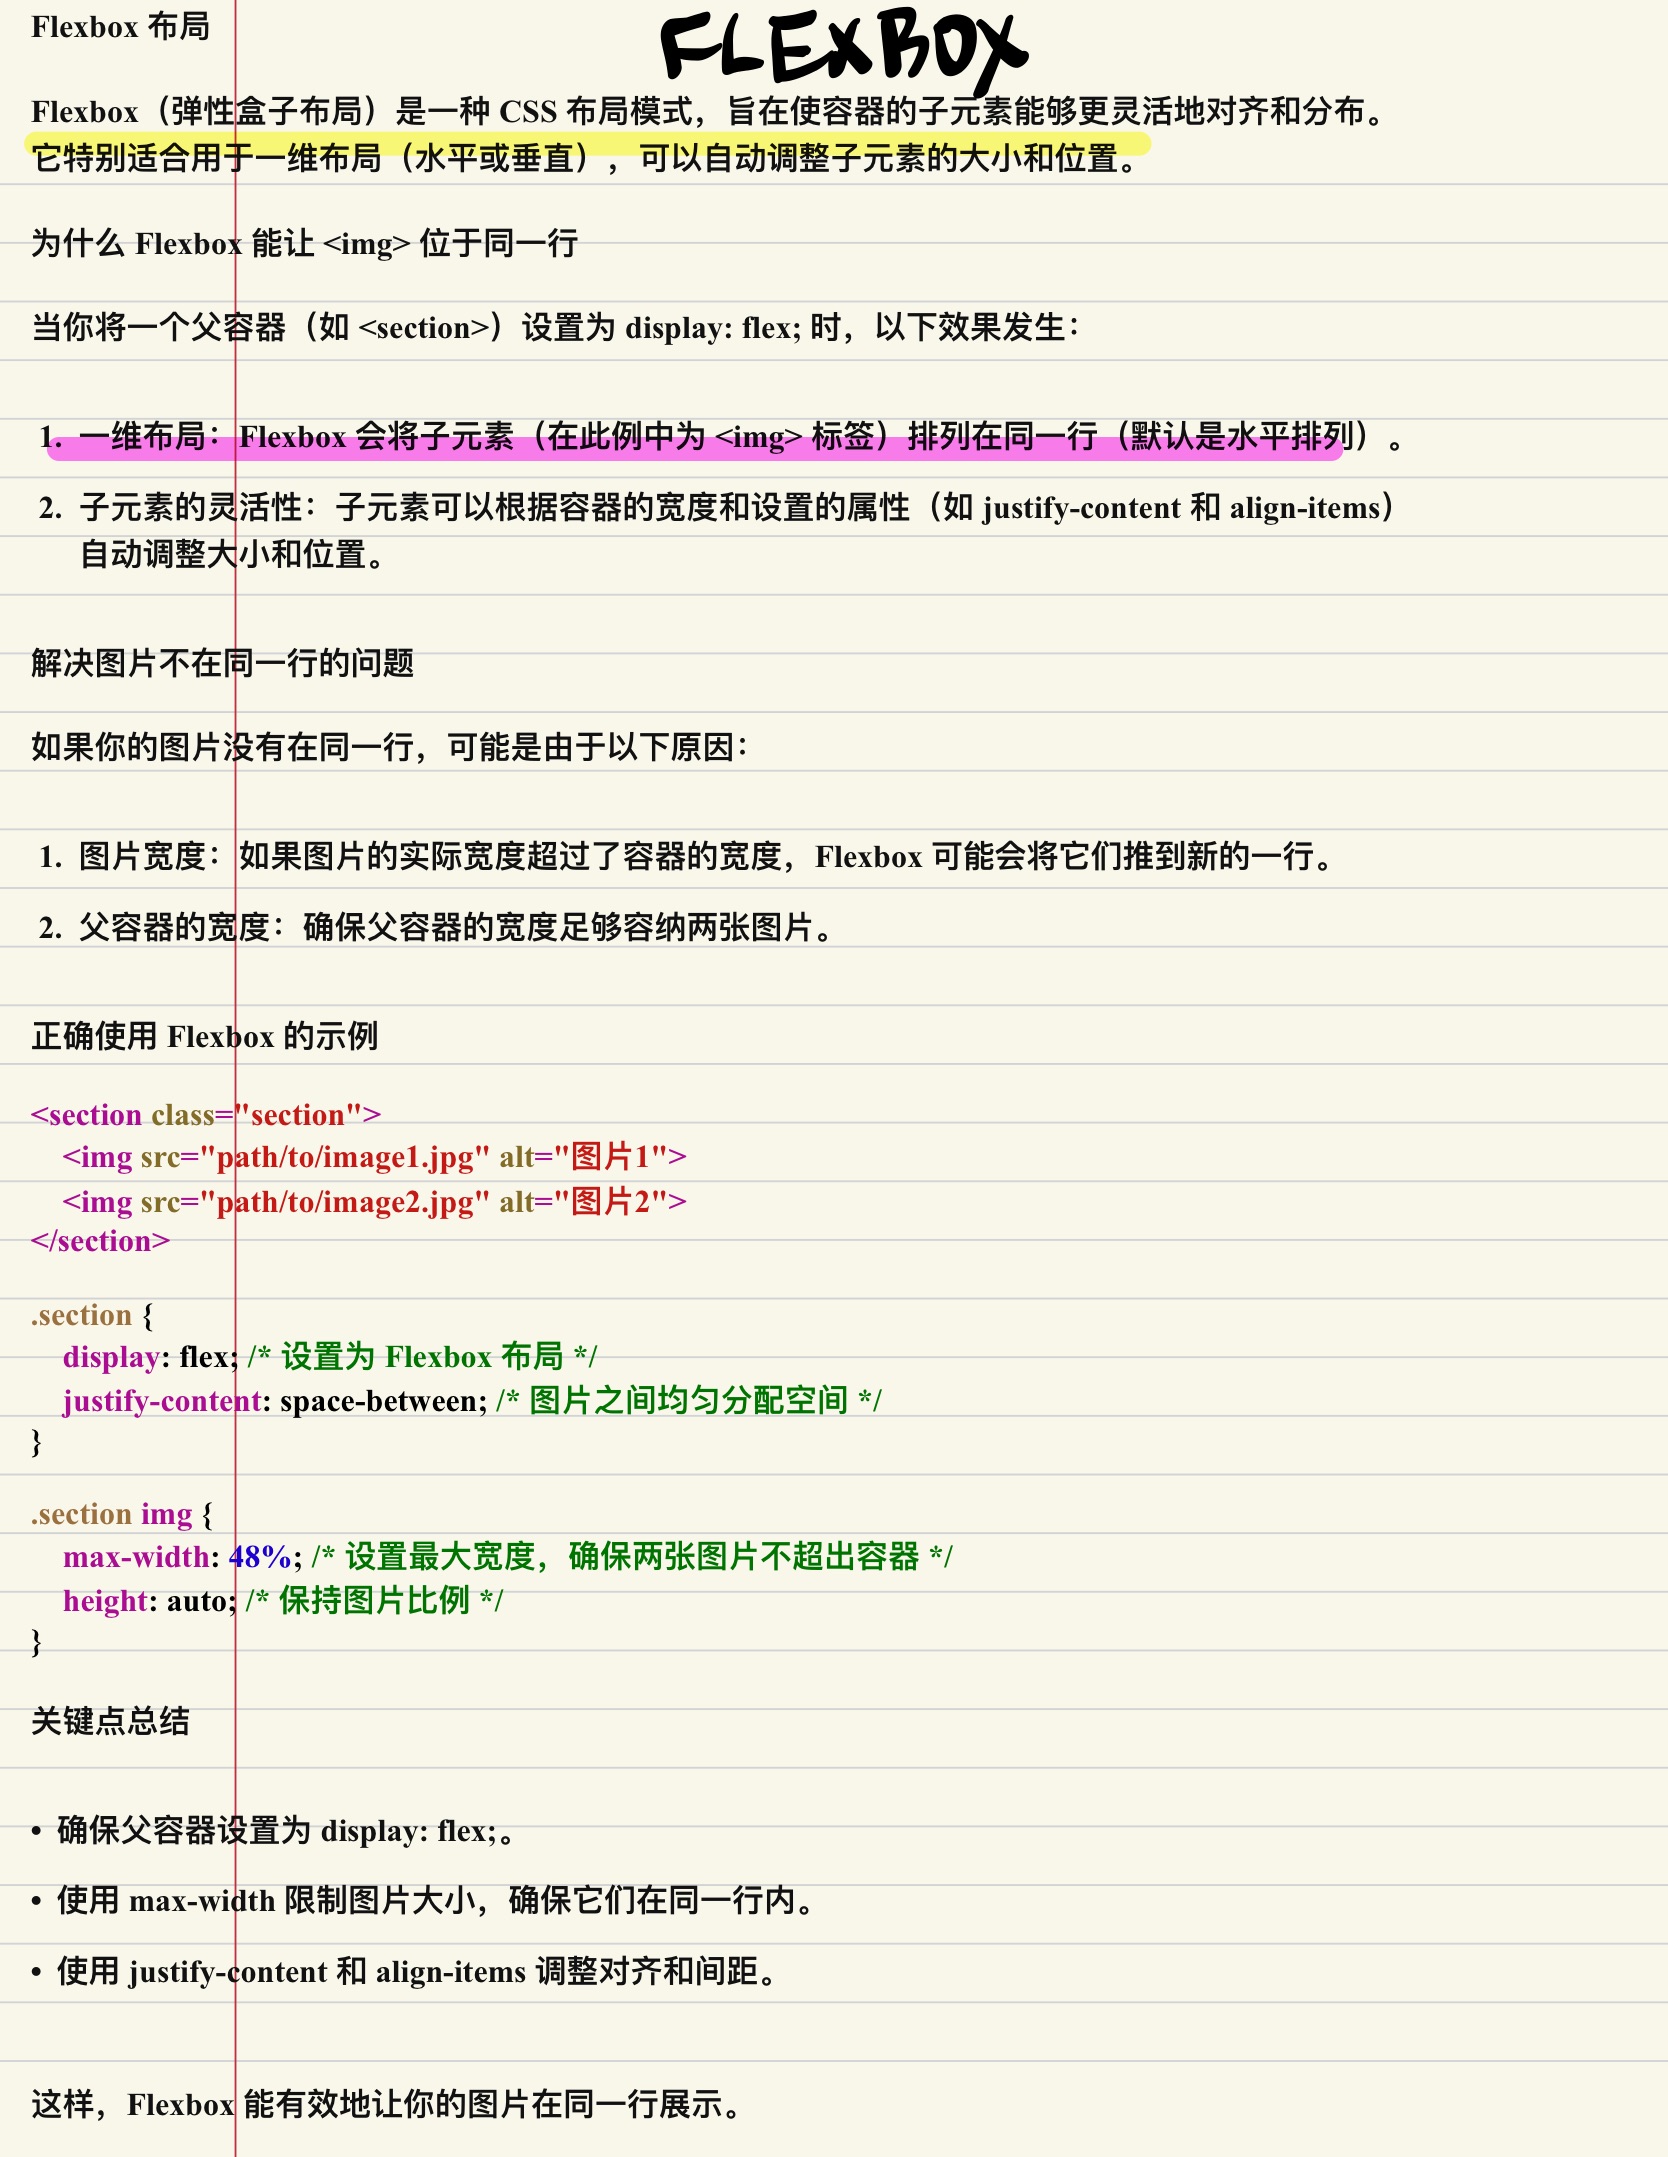 Flexbox 布局
FLEXBOX
Flexbox（弹性盒子布局）是一种 CSS 布局模式，旨在使容器的子元素能够更灵活地对齐和分布。
它特别适合用于一维布局（水平或垂直），可以自动调整子元素的大小和位置。
为什么 Flexbox 能让 <img> 位于同一行
当你将一个父容器（如 <section>）设置为 display: flex; 时，以下效果发生：
1. 一维布局：Flexbox 会将子元素（在此例中为 <img> 标签）排列在同一行（默认是水平排列）。
2. 子元素的灵活性：子元素可以根据容器的宽度和设置的属性（如 justify-content 和 align-items）
自动调整大小和位置。
解决图片不在同一行的问题
如果你的图片没有在同一行，可能是由于以下原因：
1. 图片宽度：如果图片的实际宽度超过了容器的宽度，Flexbox 可能会将它们推到新的一行。
2. 父容器的宽度：确保父容器的宽度足够容纳两张图片。
正确使用 Flexbox 的示例
<section class="section">
    <img src="path/to/image1.jpg" alt="图片1">
    <img src="path/to/image2.jpg" alt="图片2">
</section>
.section {
    display: flex; /* 设置为 Flexbox 布局 */
    justify-content: space-between; /* 图片之间均匀分配空间 */
}
.section img {
    max-width: 48%; /* 设置最大宽度，确保两张图片不超出容器 */
    height: auto; /* 保持图片比例 */
}
关键点总结
• 确保父容器设置为 display: flex;。
• 使用 max-width 限制图片大小，确保它们在同一行内。
• 使用 justify-content 和 align-items 调整对齐和间距。
这样，Flexbox 能有效地让你的图片在同一行展示。